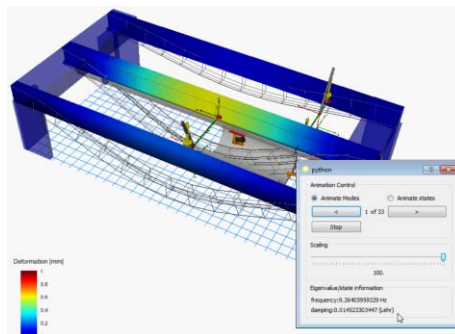 python
Animation Control
Animate Modes
Animate states
<
1 of 33
>
Stop
Scaling
100.
Eigenvalue/state information
frequency:9.26405959329 Hz
damping:0.014523303447 (Lehr)
Deformation [mm]
1
0.8
0.6
0.4
0.2
0